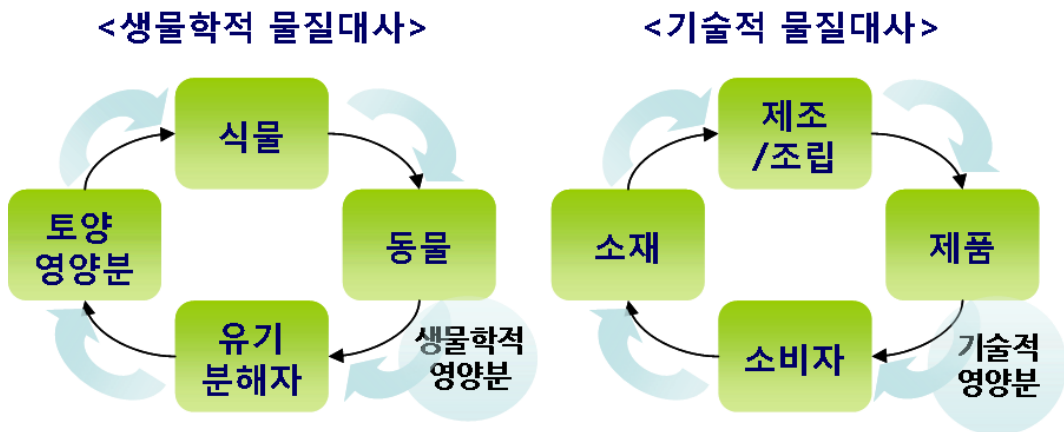 <생물학적 물질대사>
식물
동물
생물학적
영양분
유기
분해자
토양
영양분
<기술적 물질대사>
제조
/조립
제품
기술적
영양분
소비자
소재